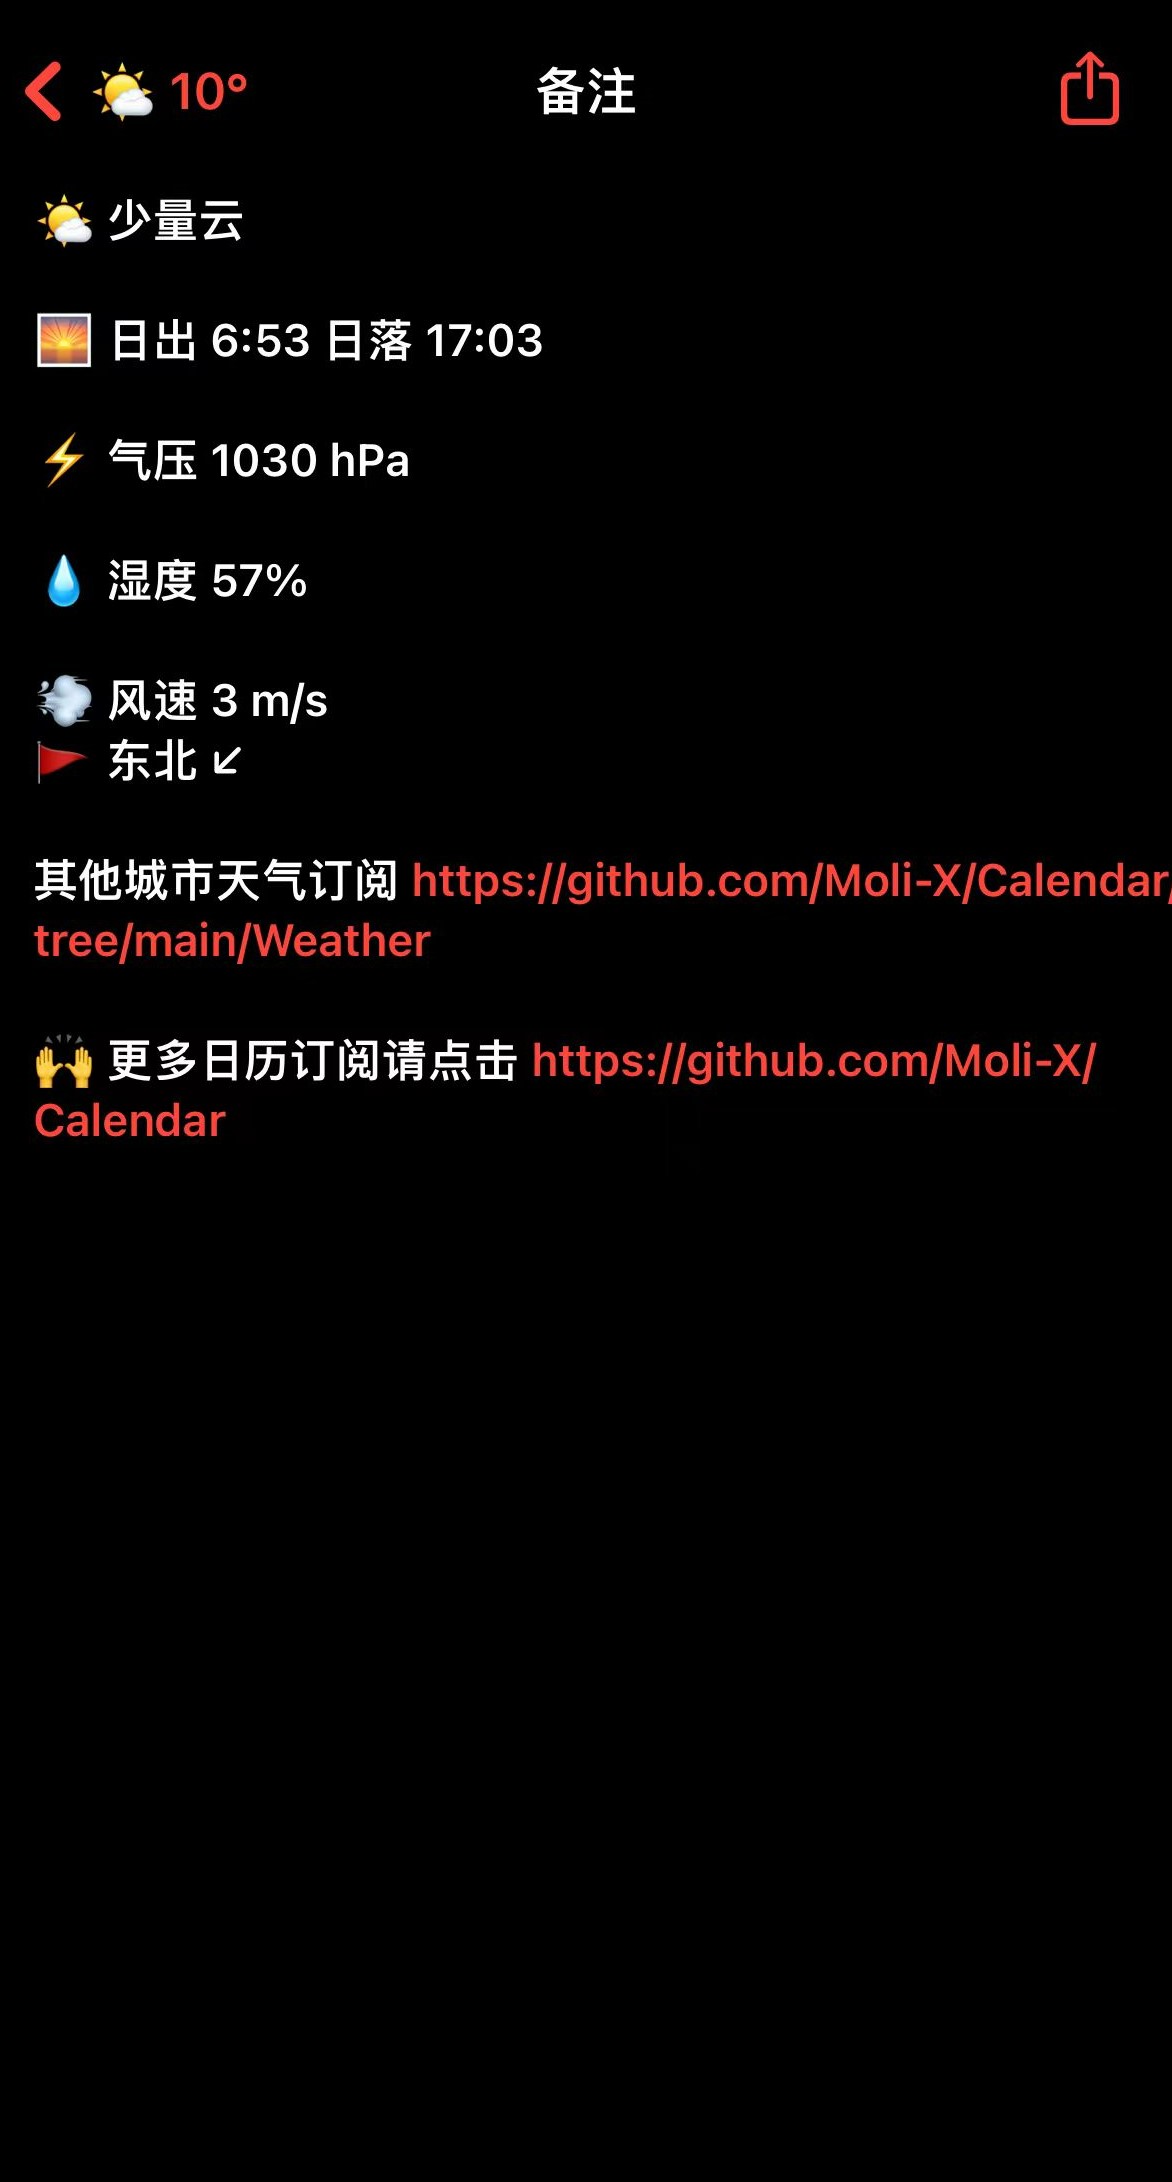 🌤 10° 备注
🌤 少量云
🌅 日出 6:53 日落 17:03
⚡ 气压 1030 hPa
💧 湿度 57%
💨 风速 3 m/s
🚩 东北 ↙
其他城市天气订阅 https://github.com/Moli-X/Calendar/
tree/main/Weather
🙌 更多日历订阅请点击 https://github.com/Moli-X/
Calendar